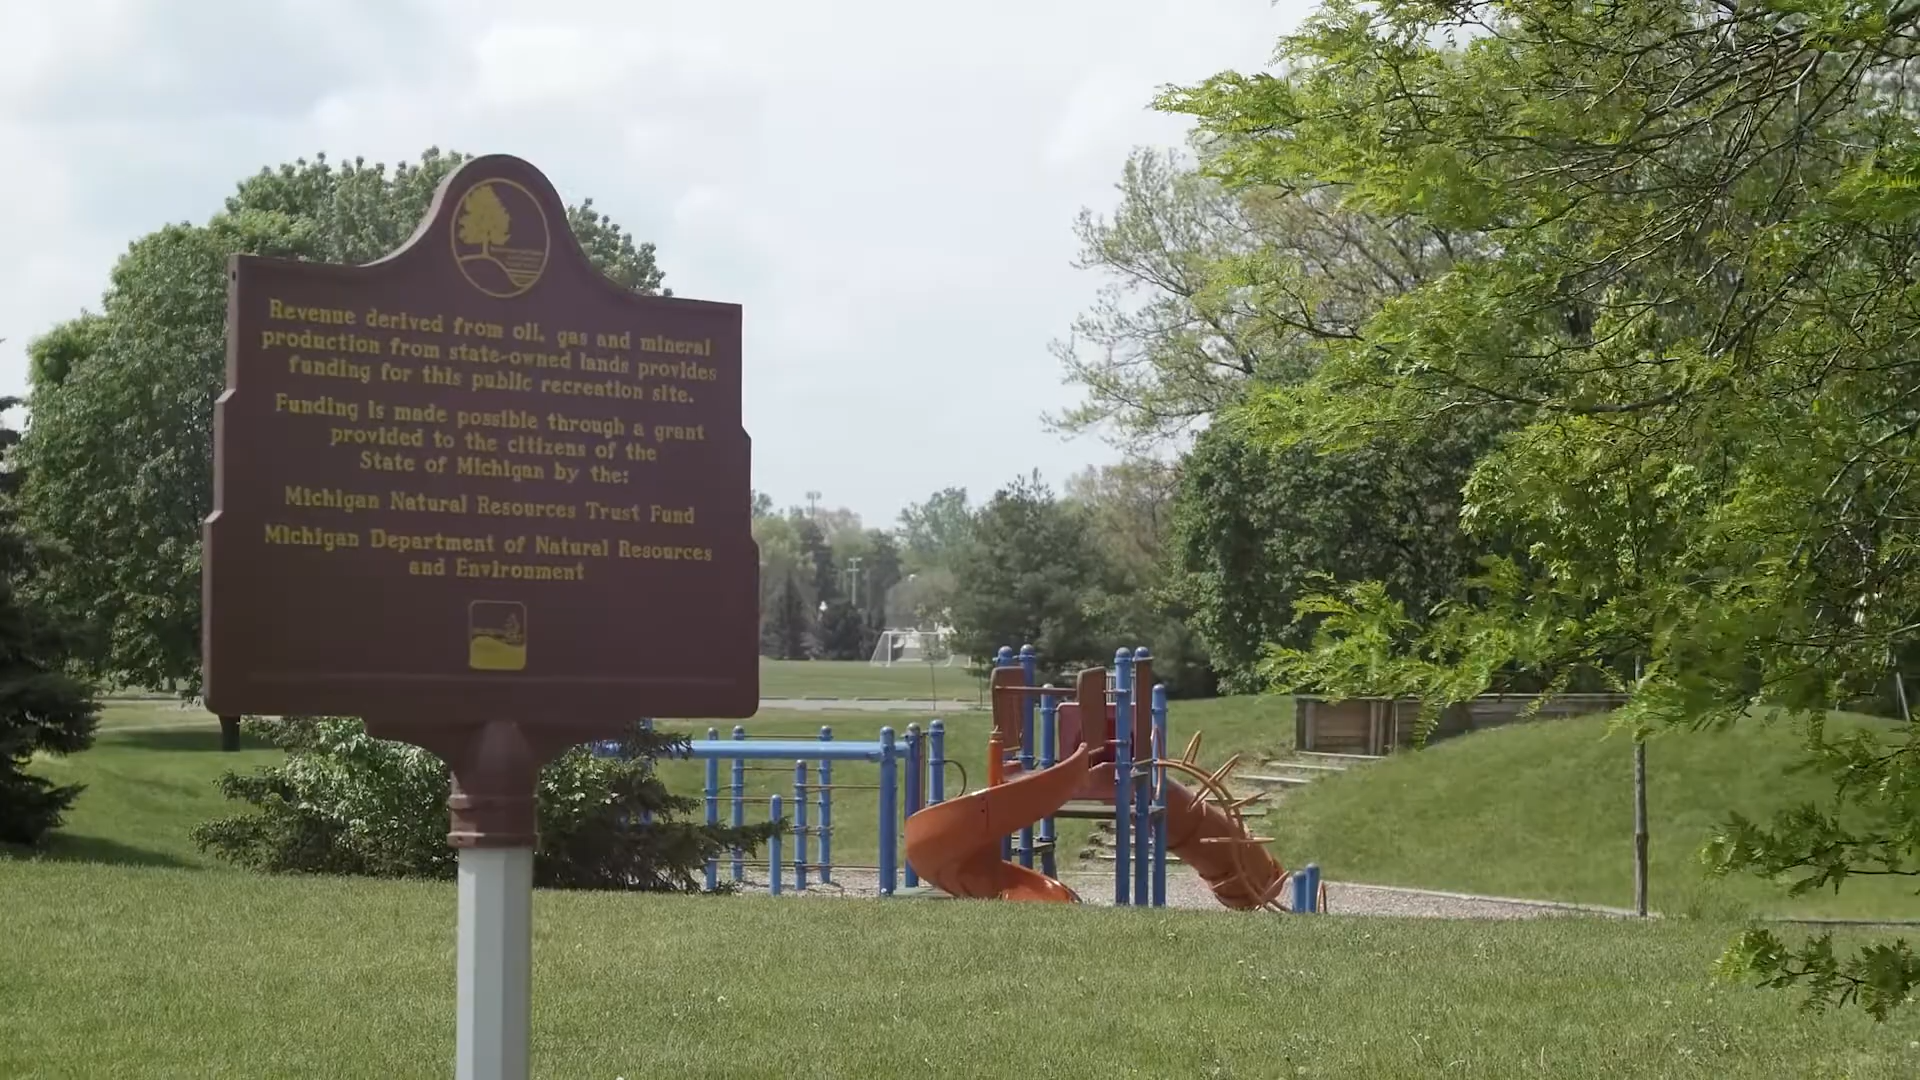 Revenue derived from oil, gas and mineral
production from state-owned lands provides
funding for this public recreation site.
Funding is made possible through a grant
provided to the citizens of the
State of Michigan by the:
Michigan Natural Resources Trust Fund
Michigan Department of Natural Resources
and Environment